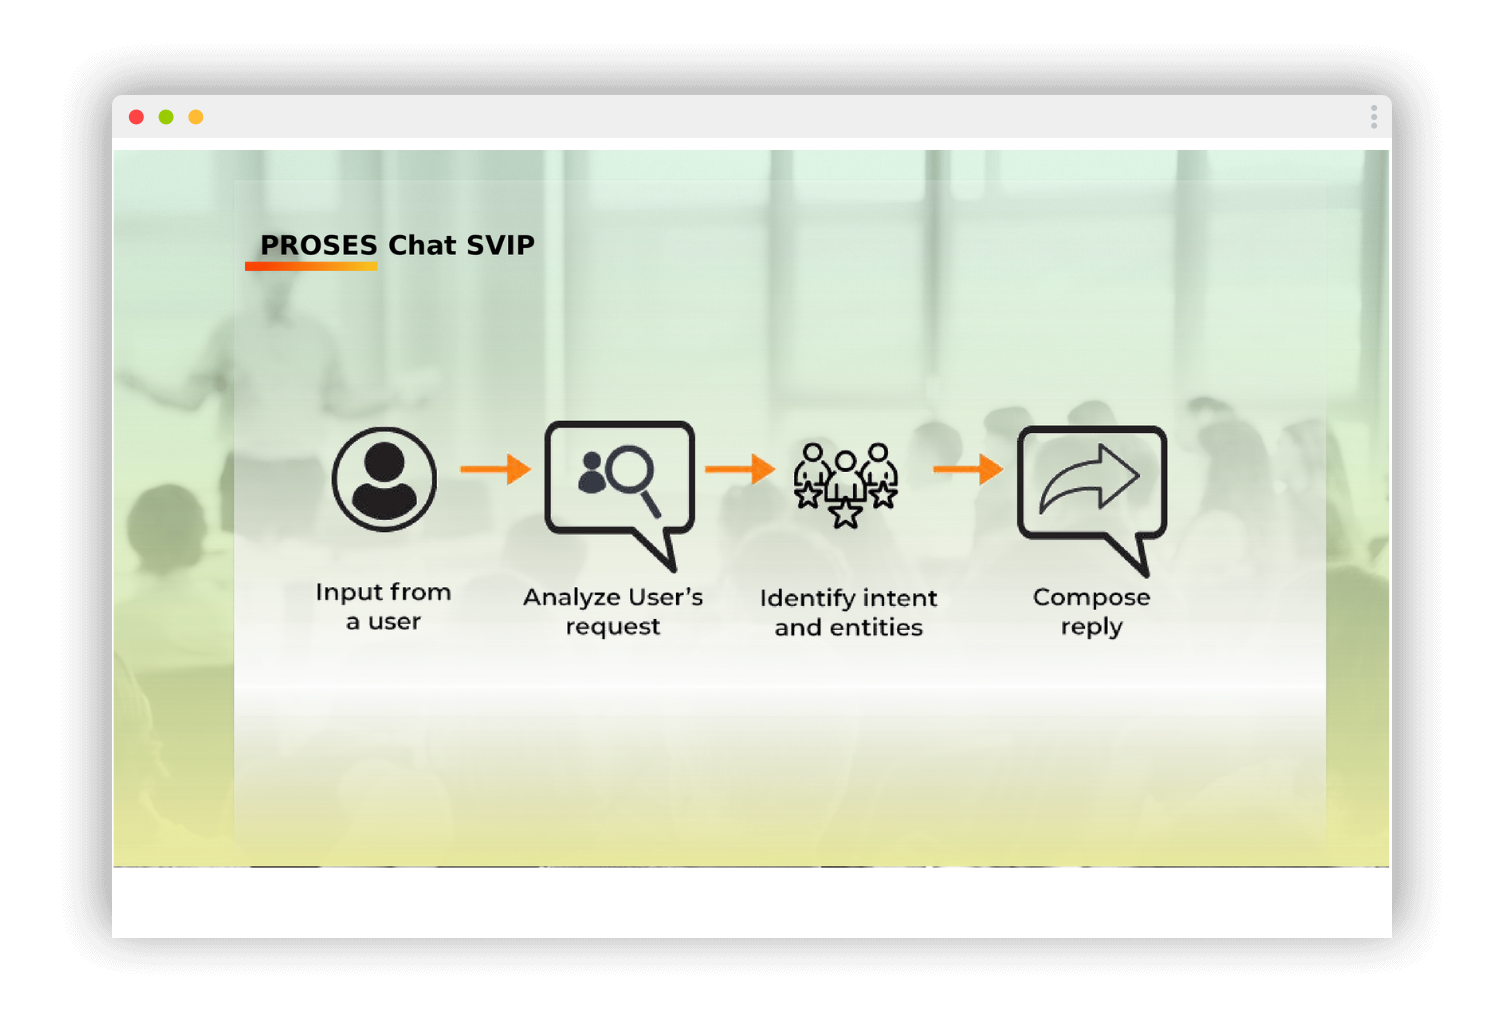 PROSES Chat SVIP
Input from
a user
Analyze User’s
request
Identify intent
and entities
Compose
reply